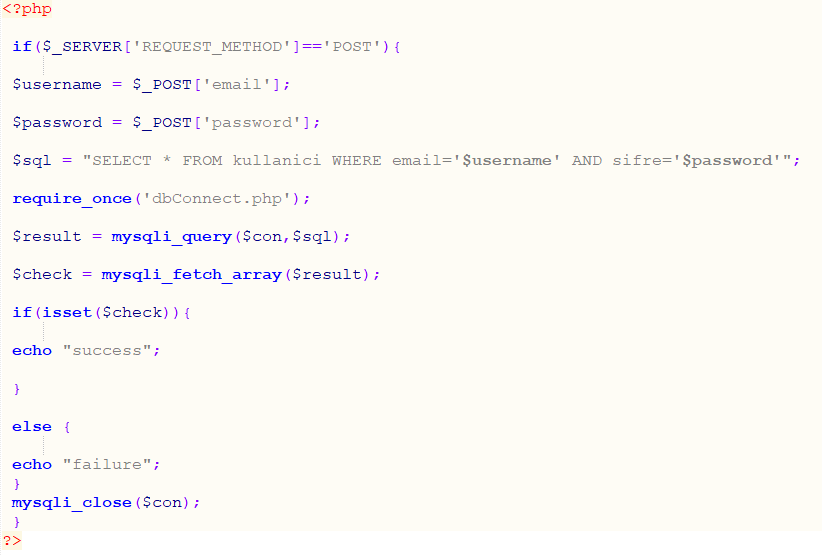 <?php
if($_SERVER['REQUEST_METHOD']=='POST'){
$username = $_POST['email'];
$password = $_POST['password'];
$sql = "SELECT * FROM kullanici WHERE email='$username' AND sifre='$password'";
require_once('dbConnect.php');
$result = mysqli_query($con,$sql);
$check = mysqli_fetch_array($result);
if(isset($check)){
echo "success";
}
else {
echo "failure";
}
mysqli_close($con);
}
?>